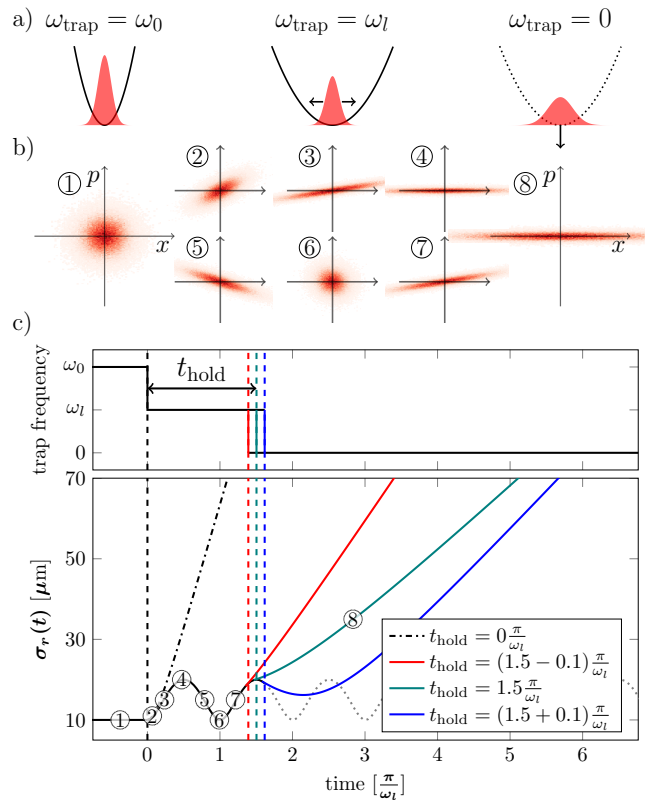 a) ω_trap = ω_0 ω_trap = ω_l ω_trap = 0
b)
① p x ② ③ ④ ⑧ p x
⑤ ⑥ ⑦
c)
trap frequency
ω_0
ω_l
0
t_hold
σ_r(t) [μm]
70
50
30
10
① ② ③ ④ ⑤ ⑥ ⑦ ⑧
t_hold = 0 π/ω_l
t_hold = (1.5 − 0.1) π/ω_l
t_hold = 1.5 π/ω_l
t_hold = (1.5 + 0.1) π/ω_l
0 1 2 3 4 5 6
time [π/ω_l]